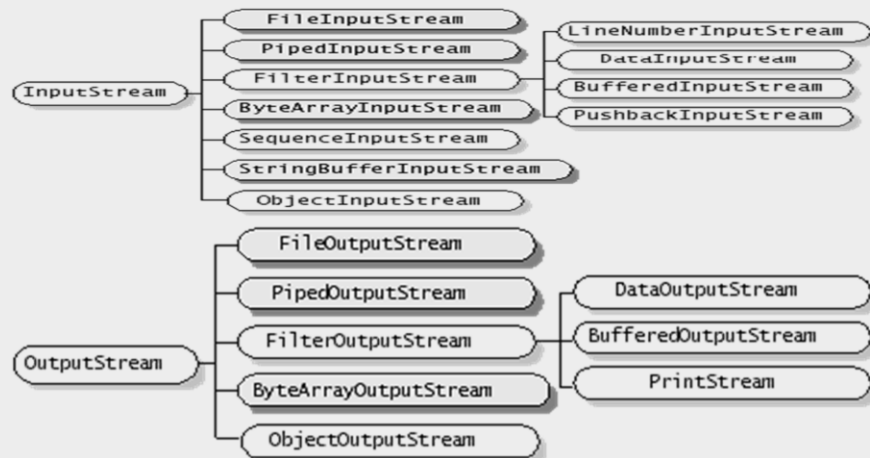 InputStream
FileInputStream
PipedInputStream
FilterInputStream
ByteArrayInputStream
SequenceInputStream
StringBufferInputStream
ObjectInputStream
LineNumberInputStream
DataInputStream
BufferedInputStream
PushbackInputStream
OutputStream
FileOutputStream
PipedOutputStream
FilterOutputStream
ByteArrayOutputStream
ObjectOutputStream
DataOutputStream
BufferedOutputStream
PrintStream